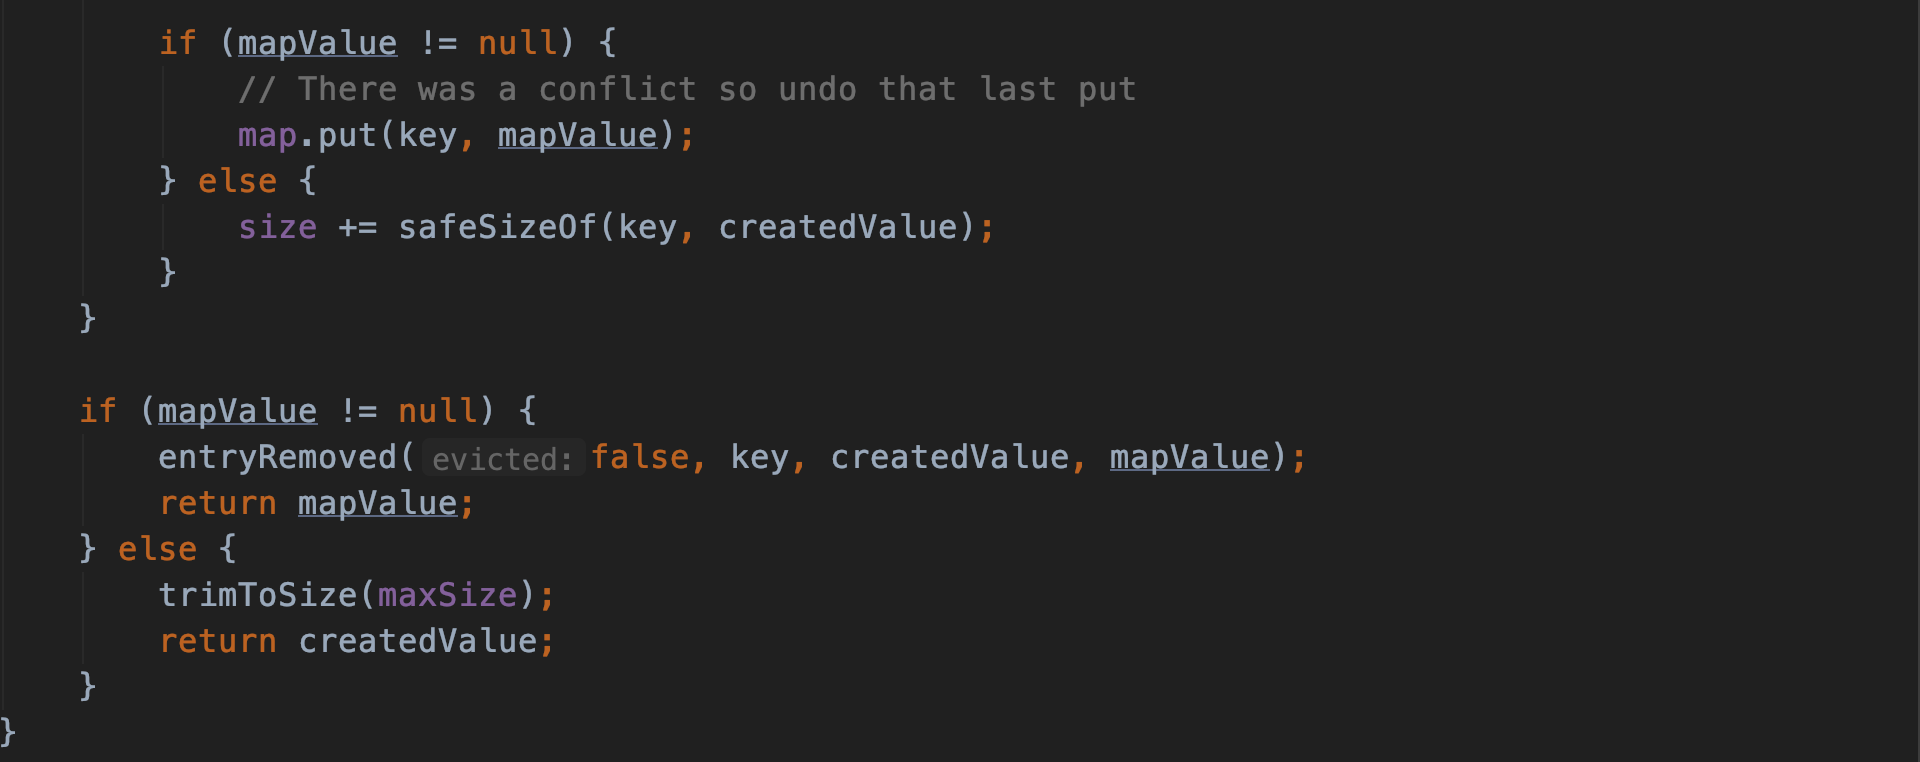 if (mapValue != null) {
// There was a conflict so undo that last put
map.put(key, mapValue);
} else {
size += safeSizeOf(key, createdValue);
}
}
if (mapValue != null) {
entryRemoved( evicted: false, key, createdValue, mapValue);
return mapValue;
} else {
trimToSize(maxSize);
return createdValue;
}
}